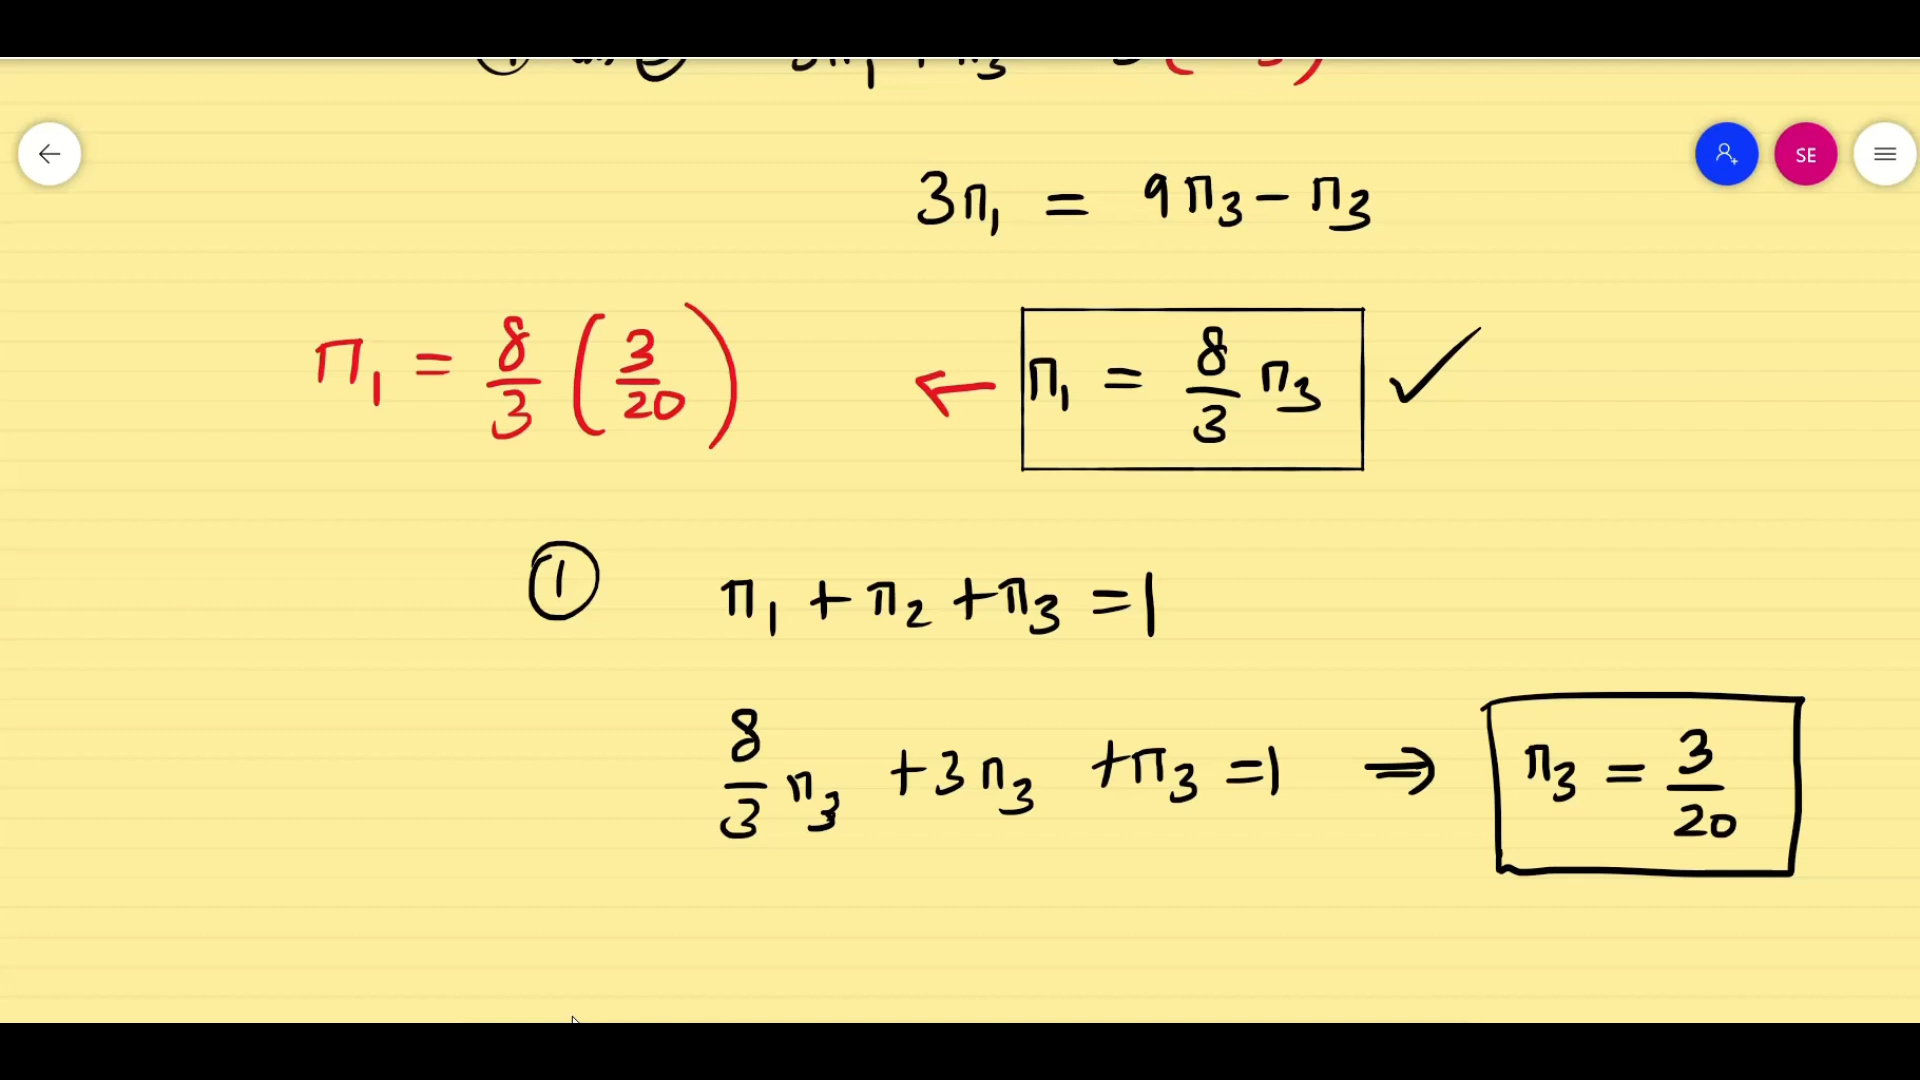 SE
3π₁ = 9π₃ − π₃
π₁ = 8/3 (3/20) ← π₁ = 8/3 π₃ ✓
① π₁ + π₂ + π₃ = 1
8/3 π₃ + 3π₃ + π₃ = 1 ⇒ π₃ = 3/20